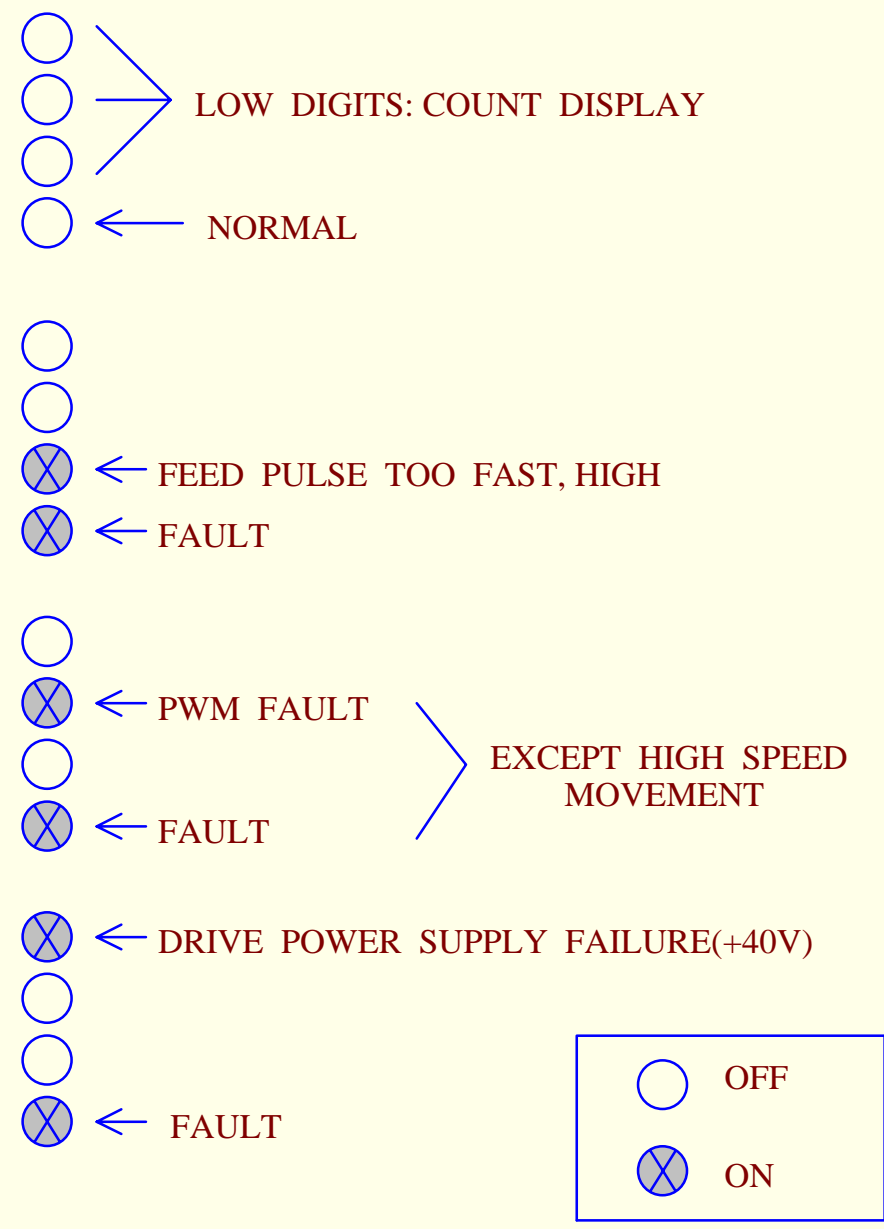 LOW DIGITS: COUNT DISPLAY
NORMAL
FEED PULSE TOO FAST, HIGH
FAULT
PWM FAULT
EXCEPT HIGH SPEED
MOVEMENT
FAULT
DRIVE POWER SUPPLY FAILURE(+40V)
FAULT
OFF
ON